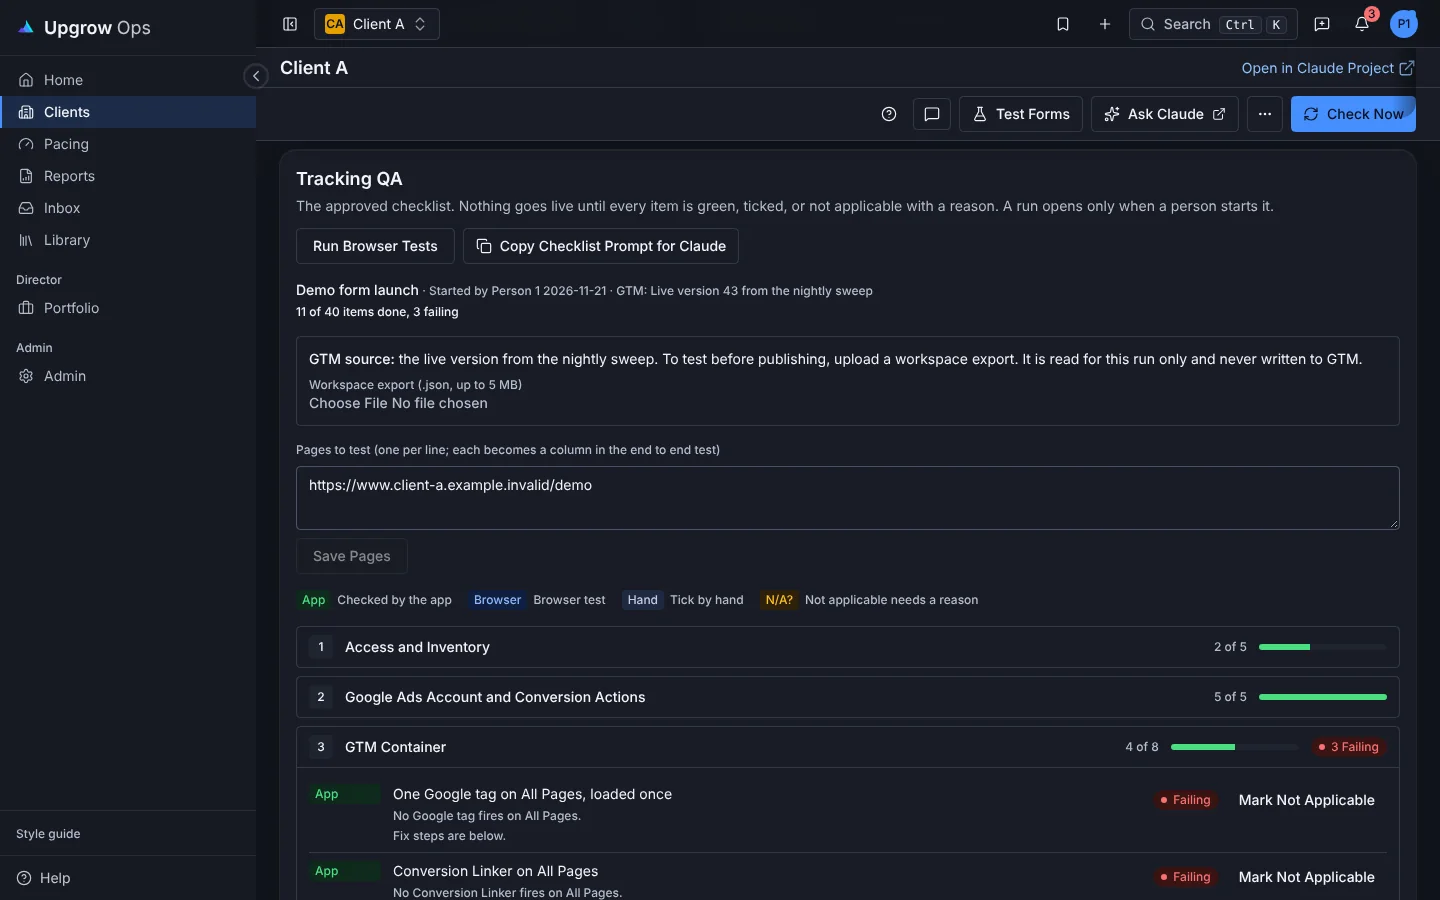 Upgrow Ops
CA Client A
Search Ctrl K
3
P1
Home
Clients
Pacing
Reports
Inbox
Library
Director
Portfolio
Admin
Admin
Style guide
Help
Client A
Open in Claude Project
Test Forms
Ask Claude
Check Now
Tracking QA
The approved checklist. Nothing goes live until every item is green, ticked, or not applicable with a reason. A run opens only when a person starts it.
Run Browser Tests
Copy Checklist Prompt for Claude
Demo form launch · Started by Person 1 2026-11-21 · GTM: Live version 43 from the nightly sweep
11 of 40 items done, 3 failing
GTM source: the live version from the nightly sweep. To test before publishing, upload a workspace export. It is read for this run only and never written to GTM.
Workspace export (.json, up to 5 MB)
Choose File No file chosen
Pages to test (one per line; each becomes a column in the end to end test)
https://www.client-a.example.invalid/demo
Save Pages
App Checked by the app Browser Browser test Hand Tick by hand N/A? Not applicable needs a reason
1 Access and Inventory 2 of 5
2 Google Ads Account and Conversion Actions 5 of 5
3 GTM Container 4 of 8 3 Failing
App One Google tag on All Pages, loaded once Failing Mark Not Applicable
No Google tag fires on All Pages.
Fix steps are below.
App Conversion Linker on All Pages Failing Mark Not Applicable
No Conversion Linker fires on All Pages.